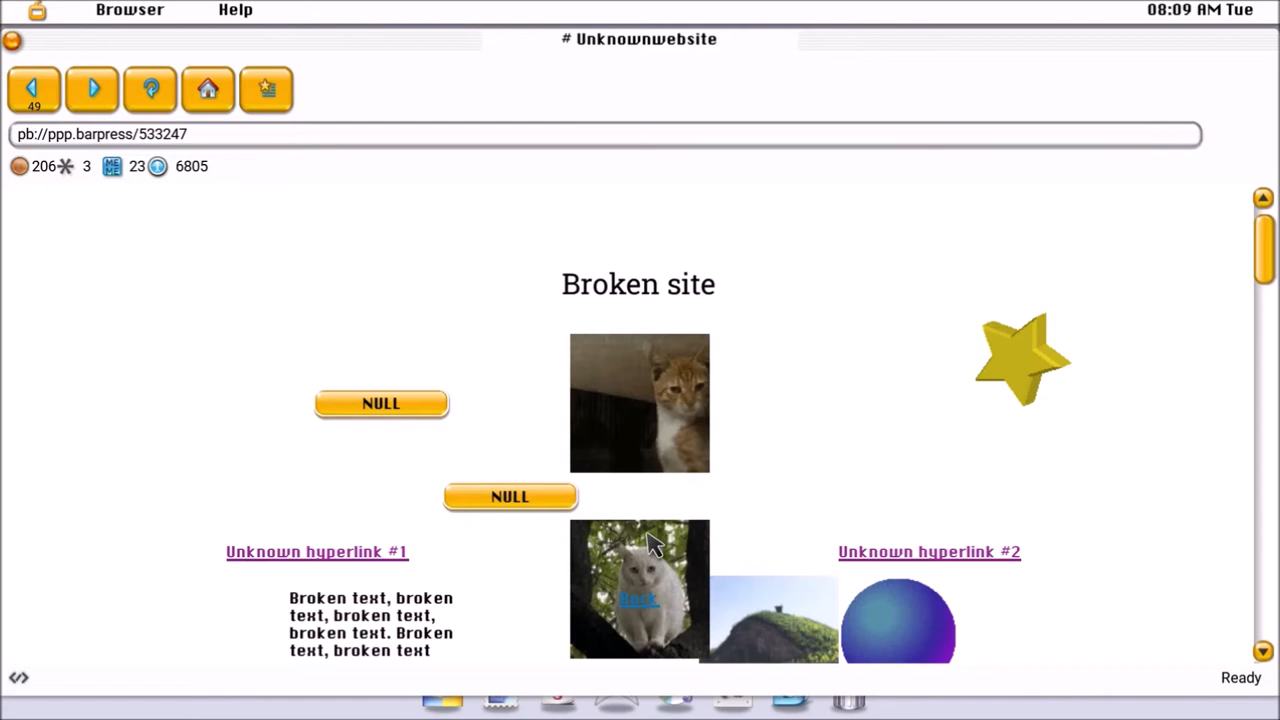 Browser Help 08:09 AM Tue
# Unknownwebsite
49
pb://ppp.barpress/533247
206 3 MEME 23 6805
Broken site
NULL
NULL
Unknown hyperlink #1
Unknown hyperlink #2
Broken text, broken
text, broken text,
broken text. Broken
text, broken text
Ready